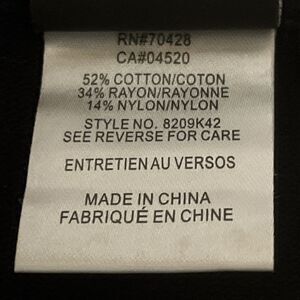 RN#70428
CA#04520
52% COTTON/COTON
34% RAYON/RAYONNE
14% NYLON/NYLON
STYLE NO. 8209K42
SEE REVERSE FOR CARE
ENTRETIEN AU VERSOS
MADE IN CHINA
FABRIQUÉ EN CHINE